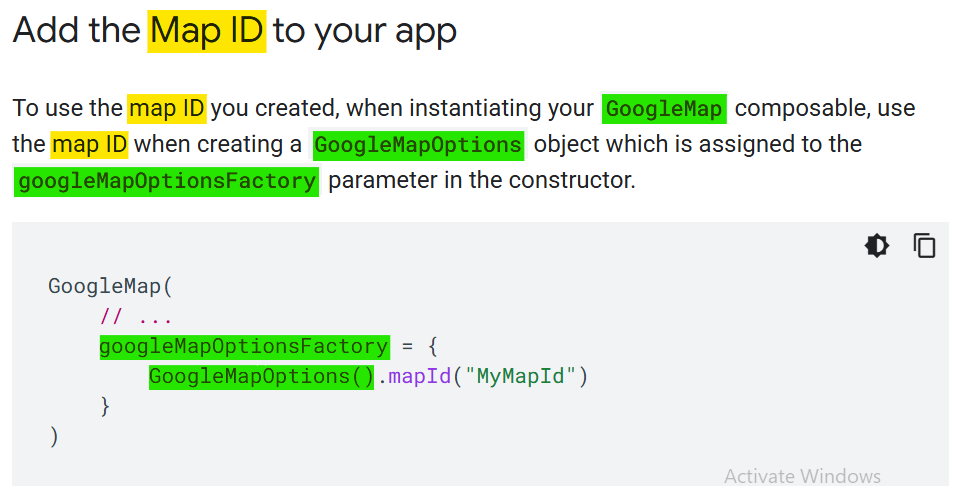 Add the Map ID to your app
To use the map ID you created, when instantiating your GoogleMap composable, use
the map ID when creating a GoogleMapOptions object which is assigned to the
googleMapOptionsFactory parameter in the constructor.
GoogleMap(
    // ...
    googleMapOptionsFactory = {
        GoogleMapOptions().mapId("MyMapId")
    }
)
Activate Windows